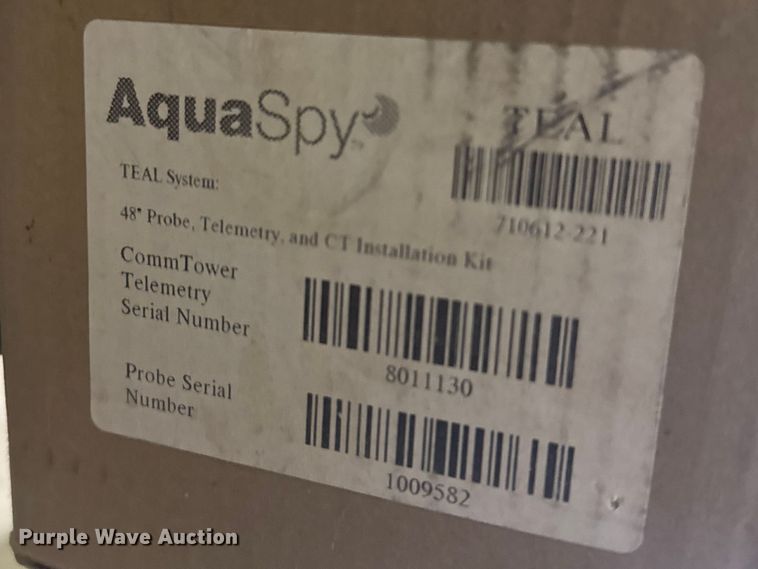 AquaSpy
TEAL
TEAL System:
710612-221
48" Probe, Telemetry, and CT Installation Kit
CommTower
Telemetry
Serial Number
8011130
Probe Serial
Number
1009582
Purple Wave Auction